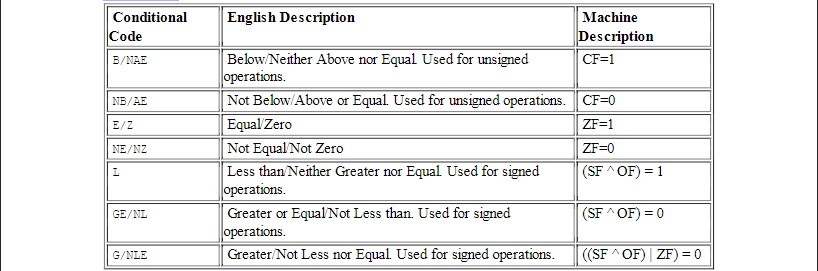 Conditional Code English Description Machine Description
B/NAE Below/Neither Above nor Equal. Used for unsigned operations. CF=1
NB/AE Not Below/Above or Equal. Used for unsigned operations. CF=0
E/Z Equal/Zero ZF=1
NE/NZ Not Equal/Not Zero ZF=0
L Less than/Neither Greater nor Equal. Used for signed operations. (SF ^ OF) = 1
GE/NL Greater or Equal/Not Less than. Used for signed operations. (SF ^ OF) = 0
G/NLE Greater/Not Less nor Equal. Used for signed operations. ((SF ^ OF) | ZF) = 0